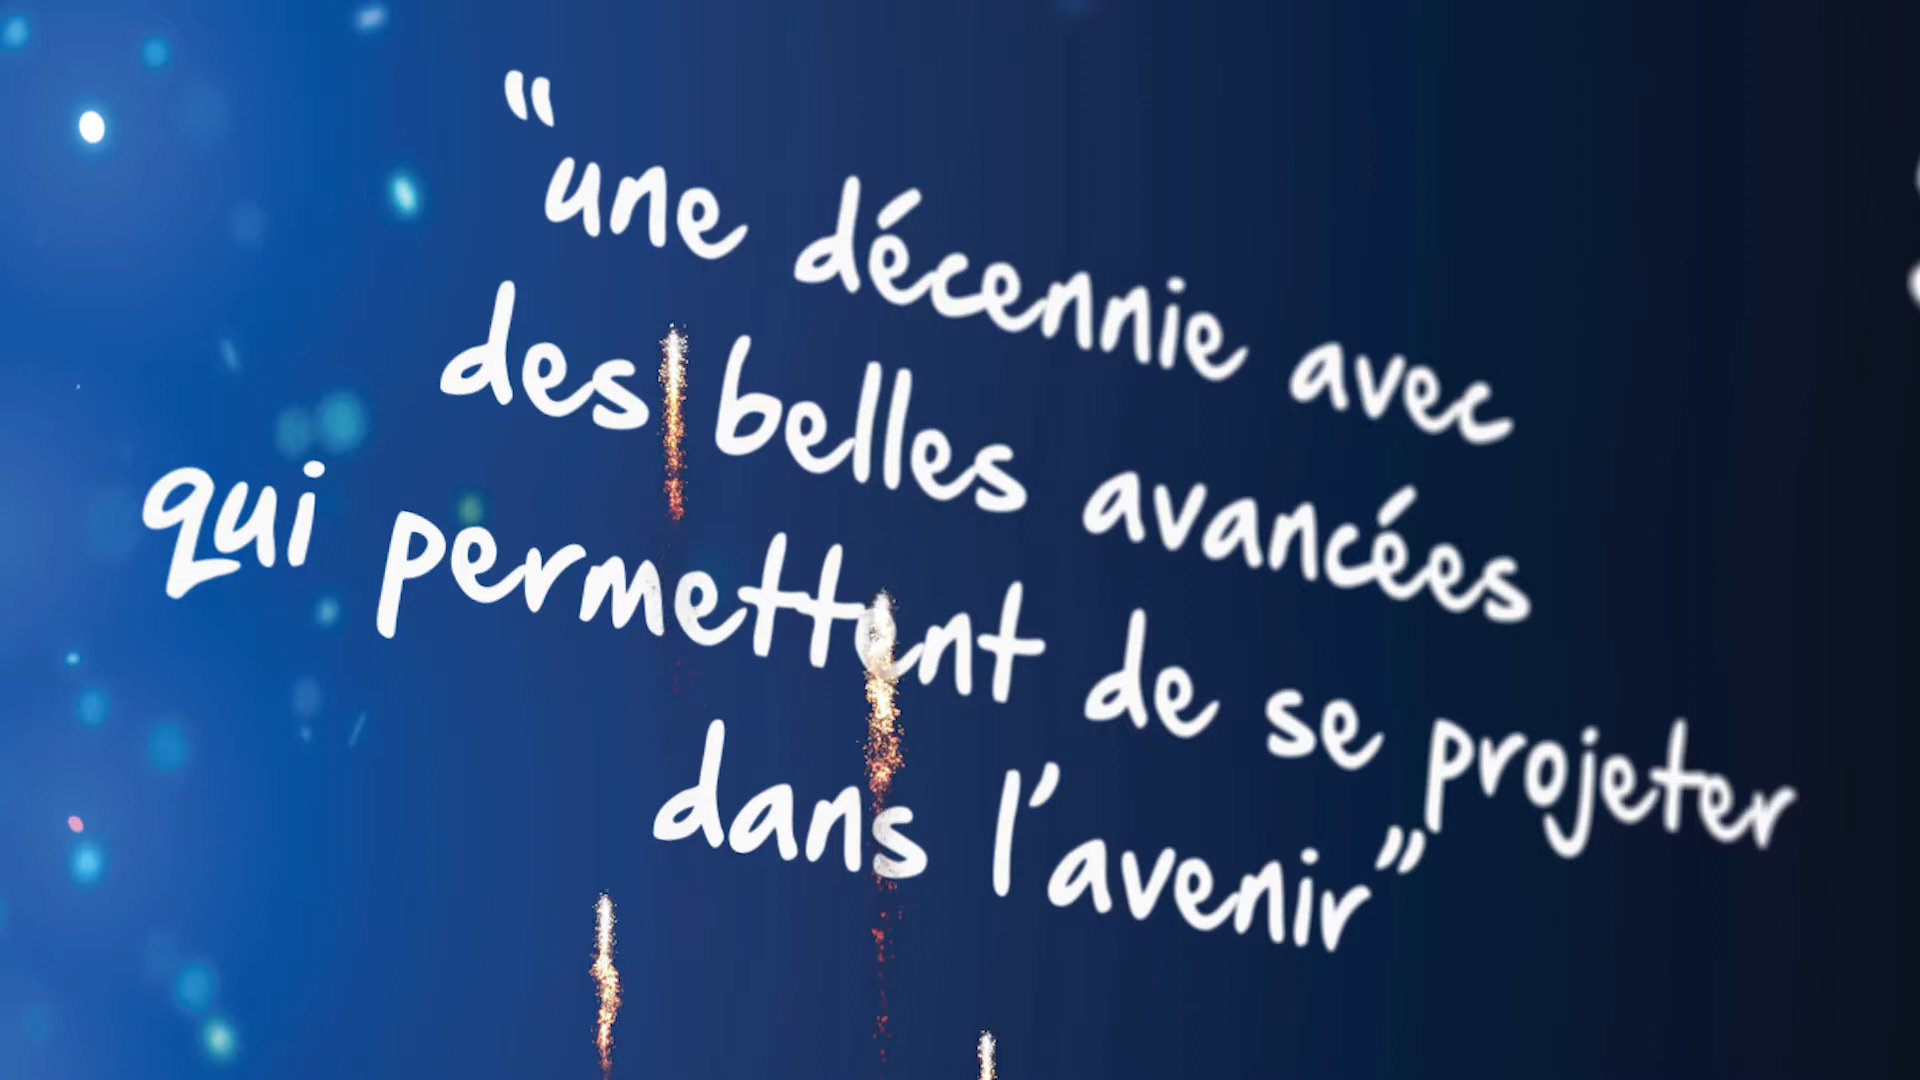 “une décennie avec
des belles avancées
qui permettent de se projeter
dans l’avenir”